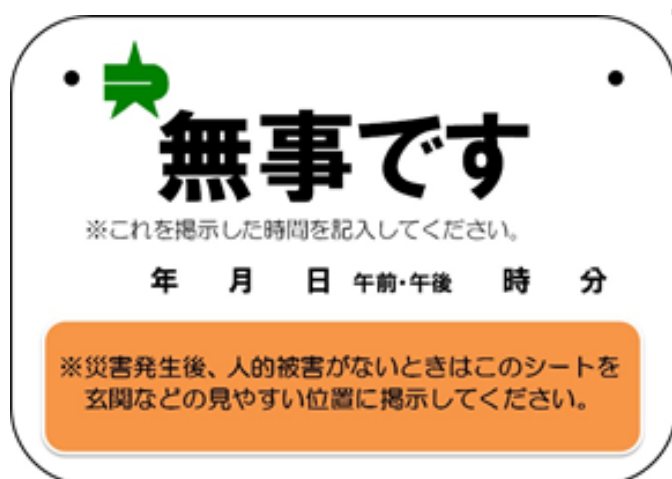 無事です
※これを掲示した時間を記入してください。
年 月 日 午前・午後 時 分
※災害発生後、人的被害がないときはこのシートを
玄関などの見やすい位置に掲示してください。